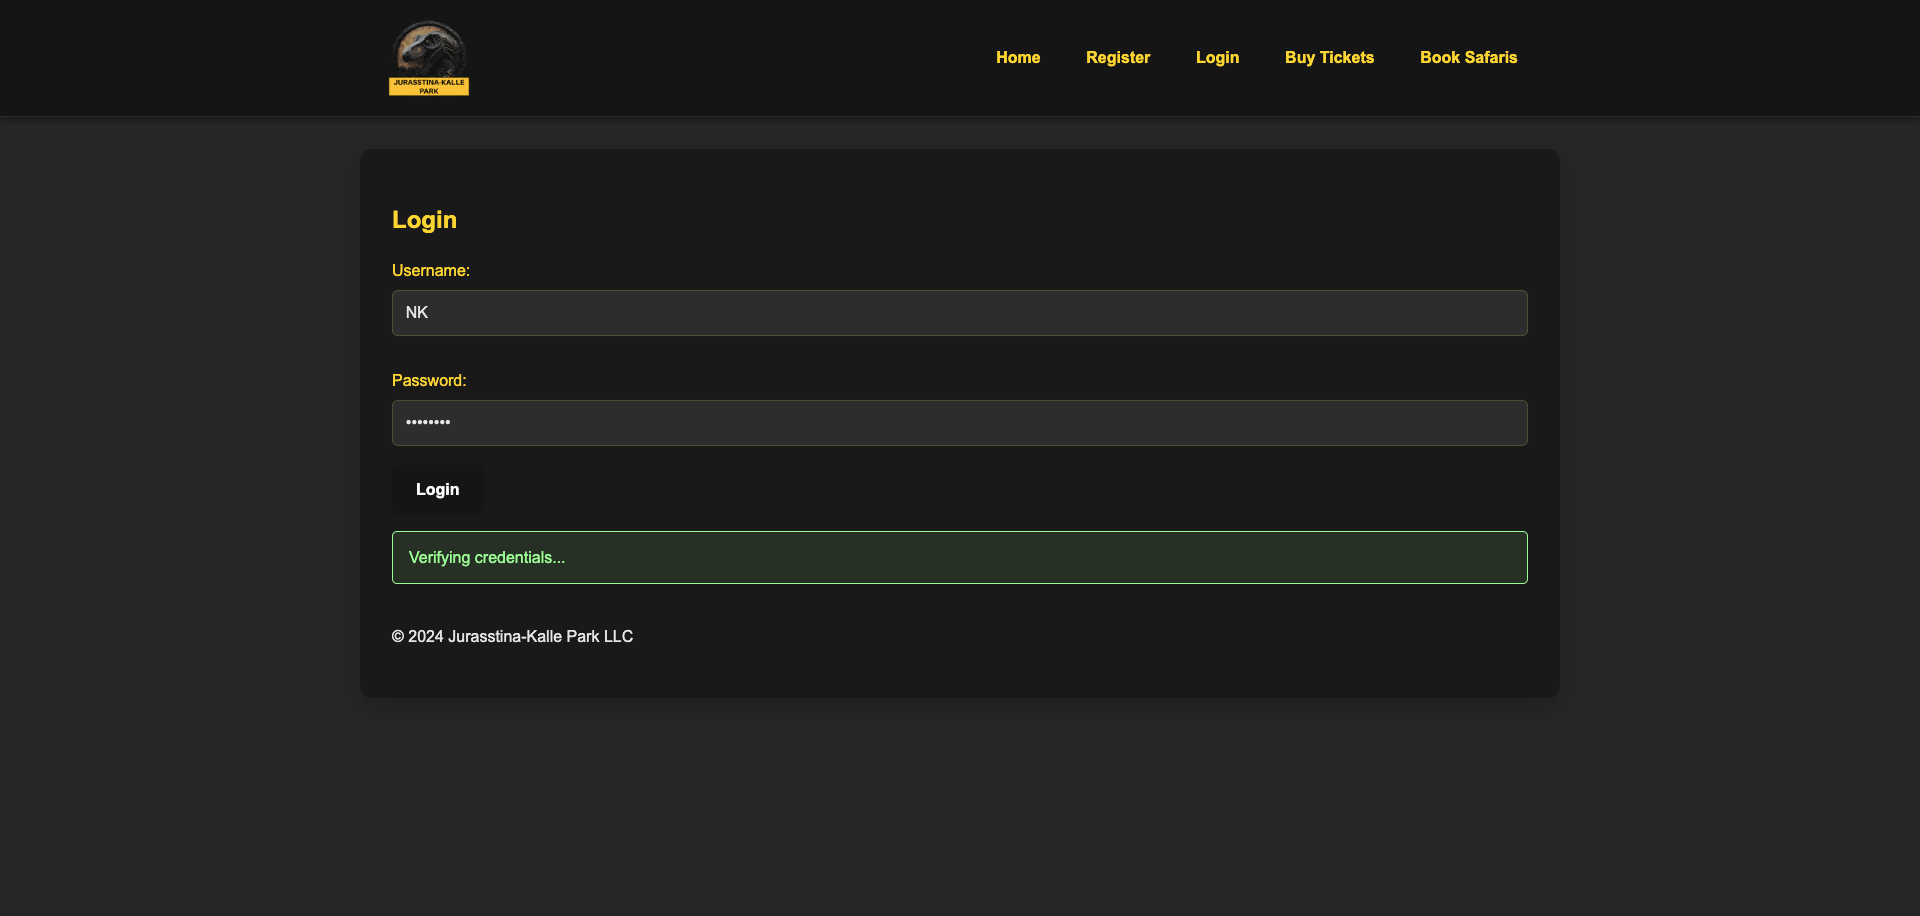 JURASSTINA-KALLE
PARK
Home Register Login Buy Tickets Book Safaris
Login
Username:
NK
Password:
••••••••
Login
Verifying credentials...
© 2024 Jurasstina-Kalle Park LLC